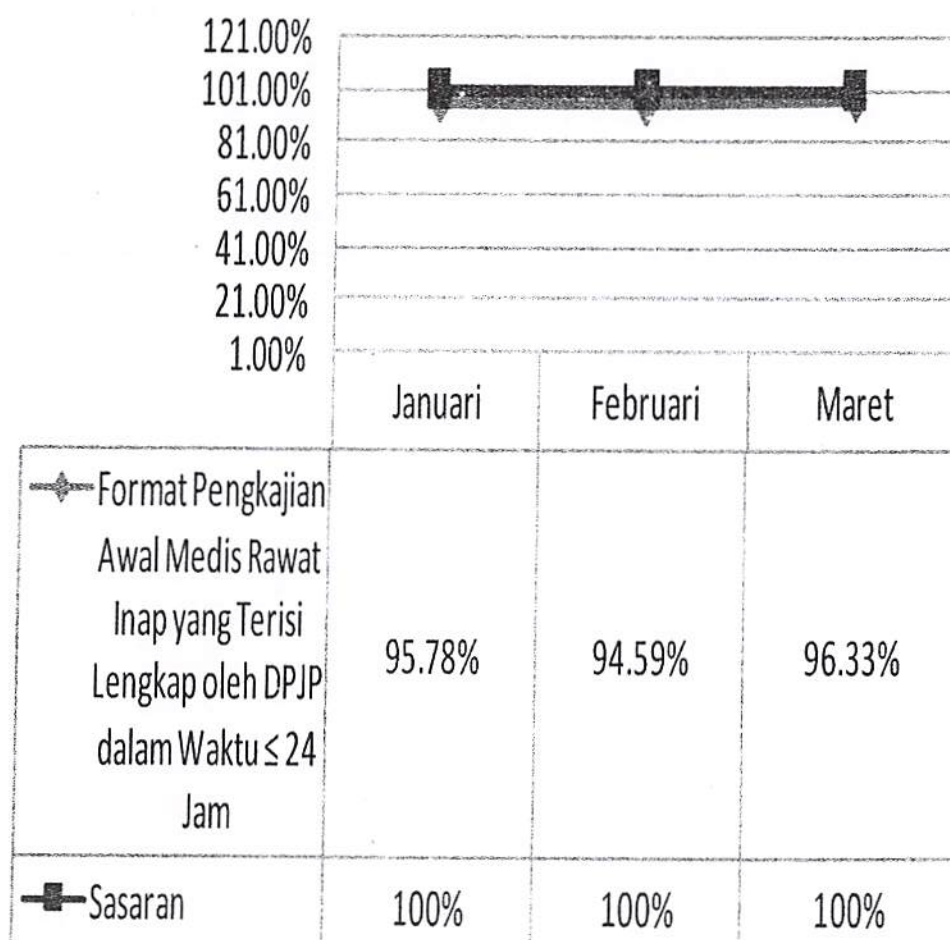 121.00%
101.00%
81.00%
61.00%
41.00%
21.00%
1.00%
Januari Februari Maret
Format Pengkajian
Awal Medis Rawat
Inap yang Terisi
Lengkap oleh DPJP
dalam Waktu ≤ 24
Jam
95.78% 94.59% 96.33%
Sasaran 100% 100% 100%